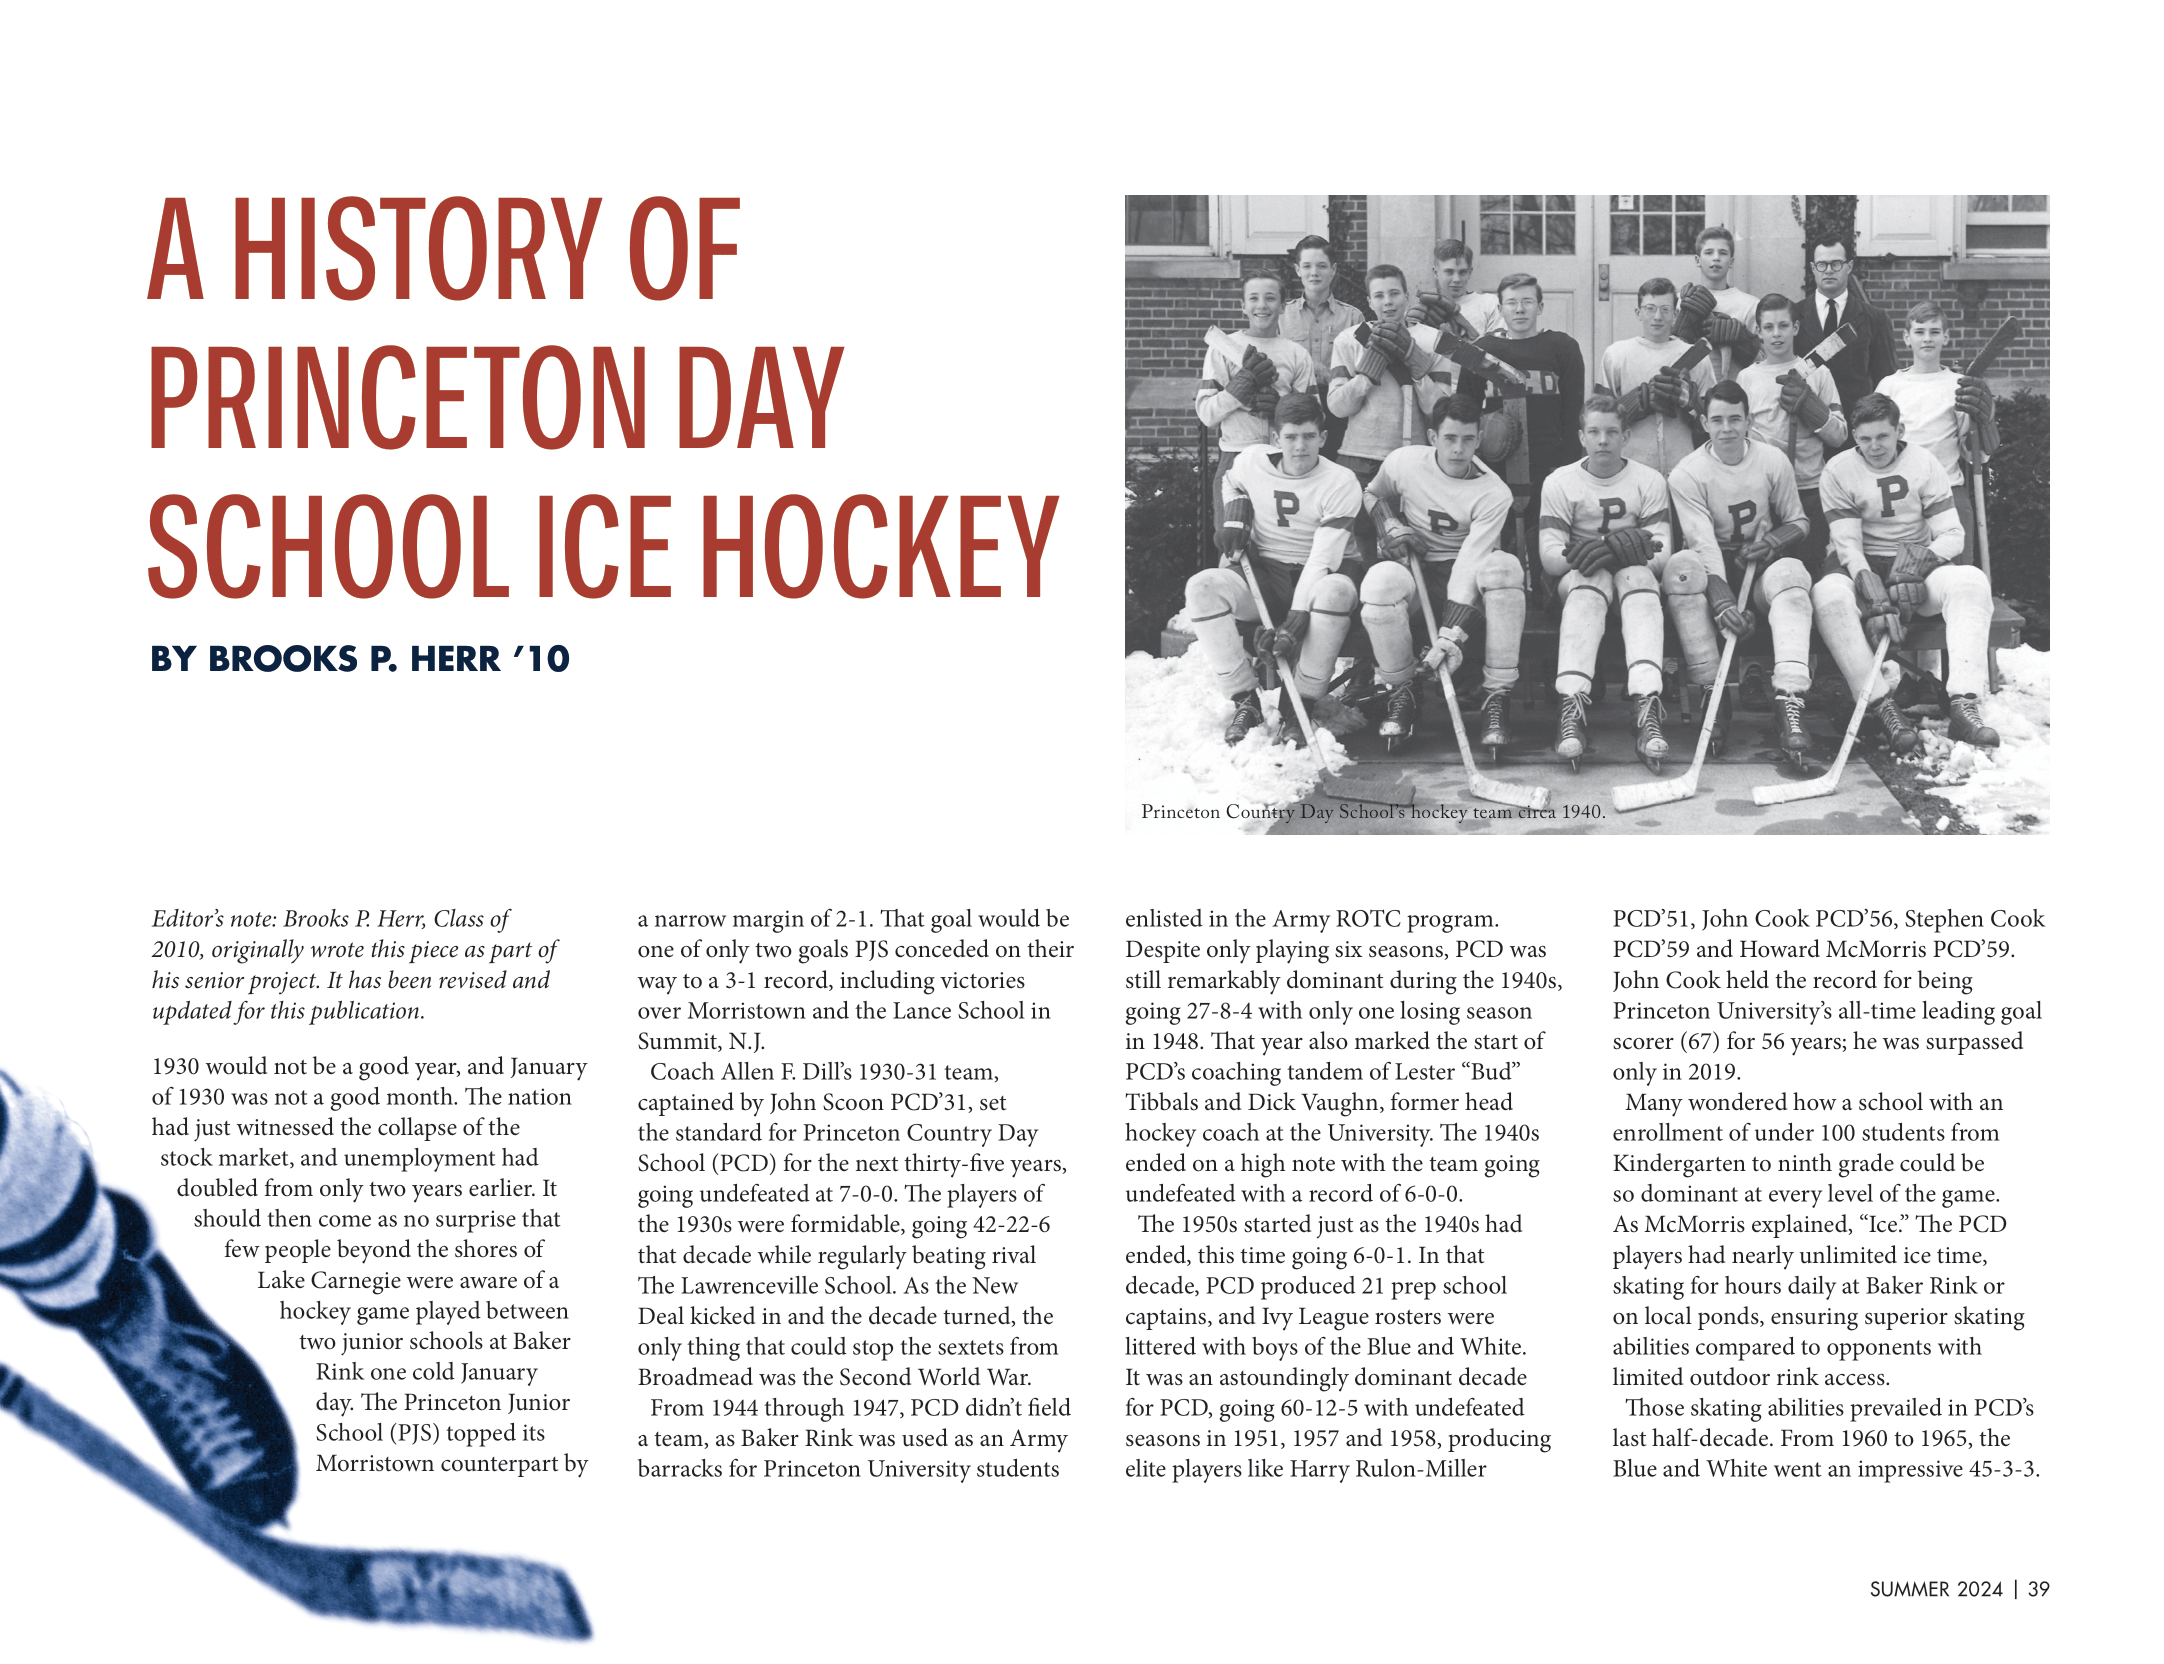 A HISTORY OF
PRINCETON DAY
SCHOOL ICE HOCKEY
BY BROOKS P. HERR ’10
P
P
P
P
P
Princeton Country Day School’s hockey team circa 1940.
Editor’s note: Brooks P. Herr, Class of
2010, originally wrote this piece as part of
his senior project. It has been revised and
updated for this publication.
1930 would not be a good year, and January
of 1930 was not a good month. The nation
had just witnessed the collapse of the
stock market, and unemployment had
doubled from only two years earlier. It
should then come as no surprise that
few people beyond the shores of
Lake Carnegie were aware of a
hockey game played between
two junior schools at Baker
Rink one cold January
day. The Princeton Junior
School (PJS) topped its
Morristown counterpart by
a narrow margin of 2-1. That goal would be
one of only two goals PJS conceded on their
way to a 3-1 record, including victories
over Morristown and the Lance School in
Summit, N.J.
Coach Allen F. Dill’s 1930-31 team,
captained by John Scoon PCD’31, set
the standard for Princeton Country Day
School (PCD) for the next thirty-five years,
going undefeated at 7-0-0. The players of
the 1930s were formidable, going 42-22-6
that decade while regularly beating rival
The Lawrenceville School. As the New
Deal kicked in and the decade turned, the
only thing that could stop the sextets from
Broadmead was the Second World War.
From 1944 through 1947, PCD didn’t field
a team, as Baker Rink was used as an Army
barracks for Princeton University students
enlisted in the Army ROTC program.
Despite only playing six seasons, PCD was
still remarkably dominant during the 1940s,
going 27-8-4 with only one losing season
in 1948. That year also marked the start of
PCD’s coaching tandem of Lester “Bud”
Tibbals and Dick Vaughn, former head
hockey coach at the University. The 1940s
ended on a high note with the team going
undefeated with a record of 6-0-0.
The 1950s started just as the 1940s had
ended, this time going 6-0-1. In that
decade, PCD produced 21 prep school
captains, and Ivy League rosters were
littered with boys of the Blue and White.
It was an astoundingly dominant decade
for PCD, going 60-12-5 with undefeated
seasons in 1951, 1957 and 1958, producing
elite players like Harry Rulon-Miller
PCD’51, John Cook PCD’56, Stephen Cook
PCD’59 and Howard McMorris PCD’59.
John Cook held the record for being
Princeton University’s all-time leading goal
scorer (67) for 56 years; he was surpassed
only in 2019.
Many wondered how a school with an
enrollment of under 100 students from
Kindergarten to ninth grade could be
so dominant at every level of the game.
As McMorris explained, “Ice.” The PCD
players had nearly unlimited ice time,
skating for hours daily at Baker Rink or
on local ponds, ensuring superior skating
abilities compared to opponents with
limited outdoor rink access.
Those skating abilities prevailed in PCD’s
last half-decade. From 1960 to 1965, the
Blue and White went an impressive 45-3-3.
SUMMER 2024 | 39